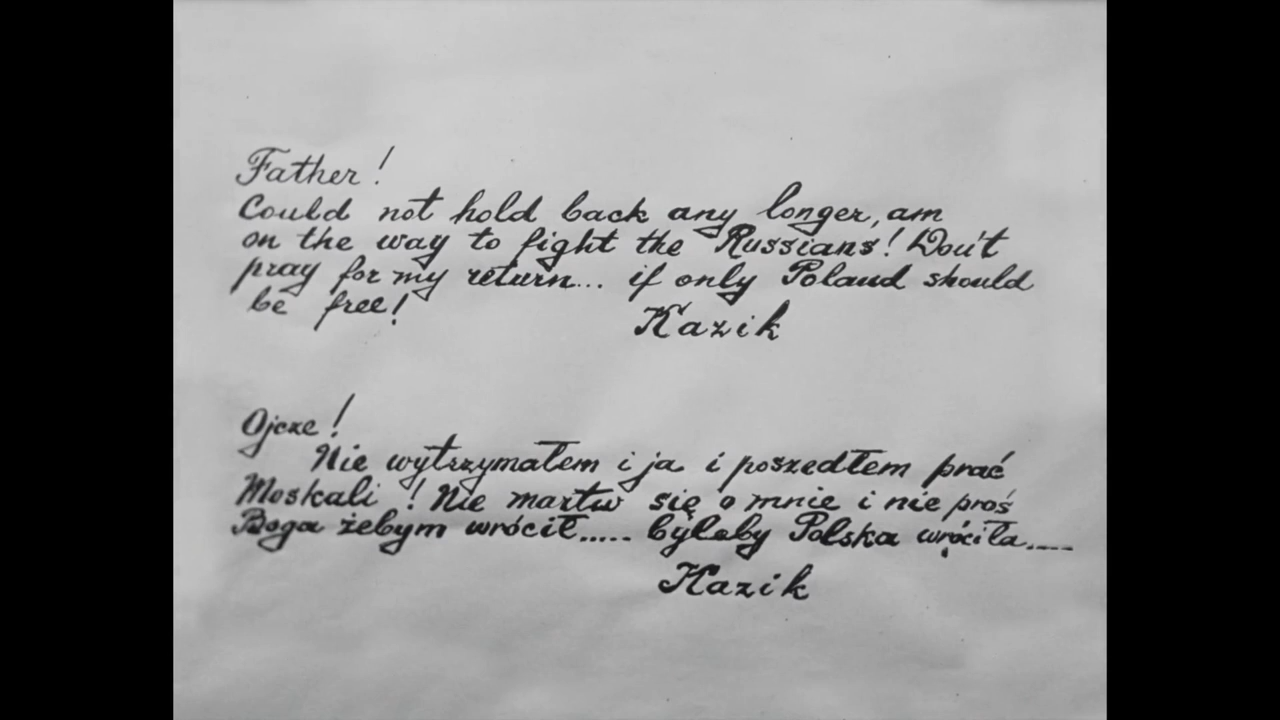 Father!
Could not hold back any longer, am
on the way to fight the Russians! Don't
pray for my return... if only Poland should
be free!
Kazik
Ojcze!
Nie wytrzymałem i ja i poszedłem prać
Moskali! Nie martw się o mnie i nie proś
Boga żebym wrócił..... byleby Polska wróciła.....
Kazik